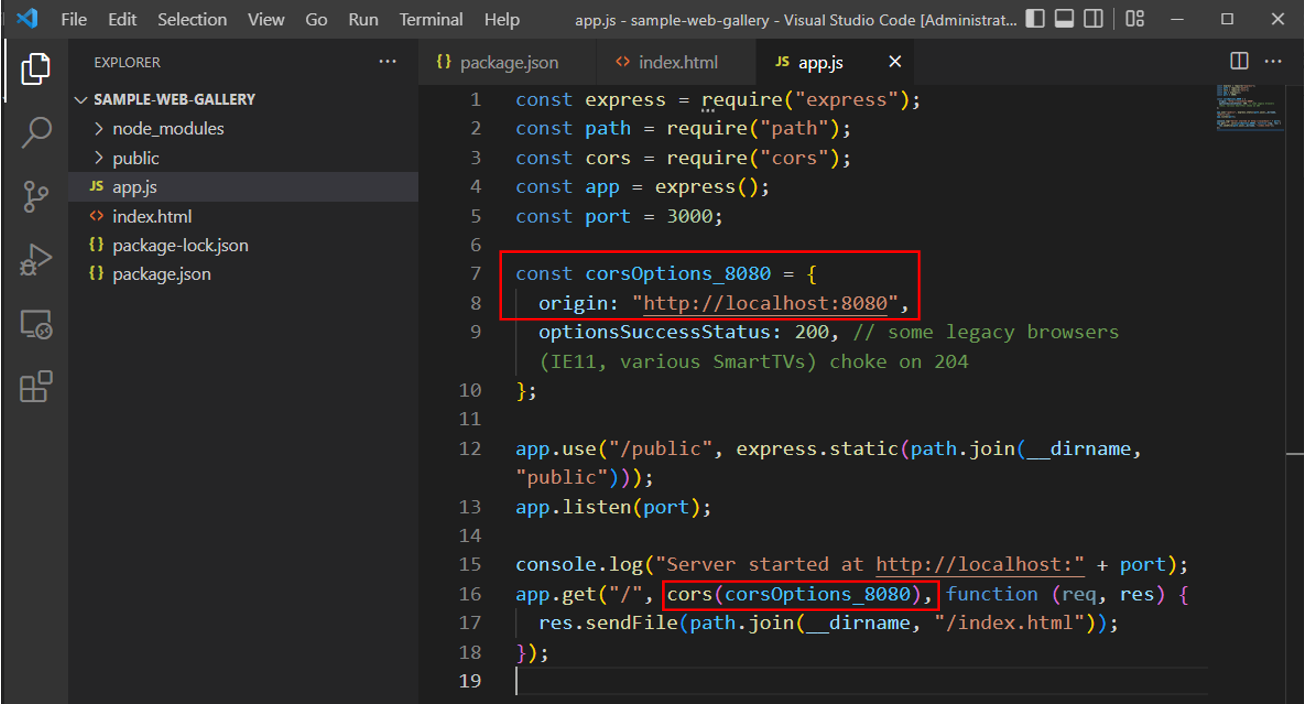 File Edit Selection View Go Run Terminal Help app.js - sample-web-gallery - Visual Studio Code [Administrat...
EXPLORER ...
SAMPLE-WEB-GALLERY
node_modules
public
JS app.js
<> index.html
{} package-lock.json
{} package.json
{} package.json <> index.html JS app.js
1 const express = require("express");
2 const path = require("path");
3 const cors = require("cors");
4 const app = express();
5 const port = 3000;
6
7 const corsOptions_8080 = {
8 origin: "http://localhost:8080",
9 optionsSuccessStatus: 200, // some legacy browsers
(IE11, various SmartTVs) choke on 204
10 };
11
12 app.use("/public", express.static(path.join(__dirname,
"public")));
13 app.listen(port);
14
15 console.log("Server started at http://localhost:" + port);
16 app.get("/", cors(corsOptions_8080), function (req, res) {
17 res.sendFile(path.join(__dirname, "/index.html"));
18 });
19